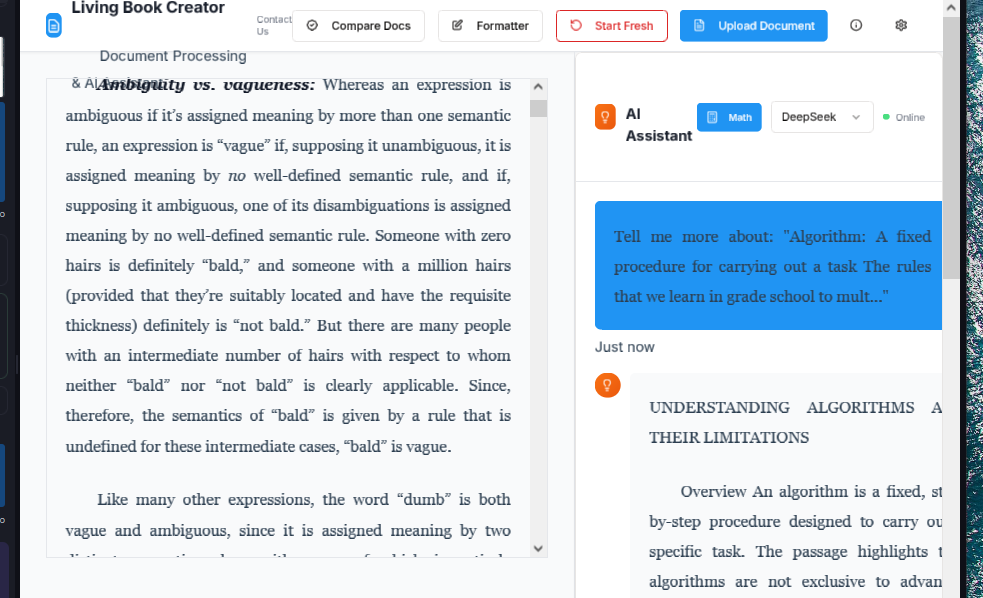 Living Book Creator
Contact
Us
Compare Docs
Formatter
Start Fresh
Upload Document
Document Processing
& AI Assistant
Ambiguity vs. vagueness: Whereas an expression is
ambiguous if it’s assigned meaning by more than one semantic
rule, an expression is “vague” if, supposing it unambiguous, it is
assigned meaning by no well-defined semantic rule, and if,
supposing it ambiguous, one of its disambiguations is assigned
meaning by no well-defined semantic rule. Someone with zero
hairs is definitely “bald,” and someone with a million hairs
(provided that they’re suitably located and have the requisite
thickness) definitely is “not bald.” But there are many people
with an intermediate number of hairs with respect to whom
neither “bald” nor “not bald” is clearly applicable. Since,
therefore, the semantics of “bald” is given by a rule that is
undefined for these intermediate cases, “bald” is vague.
Like many other expressions, the word “dumb” is both
vague and ambiguous, since it is assigned meaning by two
AI
Assistant
Math
DeepSeek
Online
Tell me more about: "Algorithm: A fixed
procedure for carrying out a task The rules
that we learn in grade school to mult..."
Just now
UNDERSTANDING ALGORITHMS A
THEIR LIMITATIONS
Overview An algorithm is a fixed, st
by-step procedure designed to carry ou
specific task. The passage highlights t
algorithms are not exclusive to advan